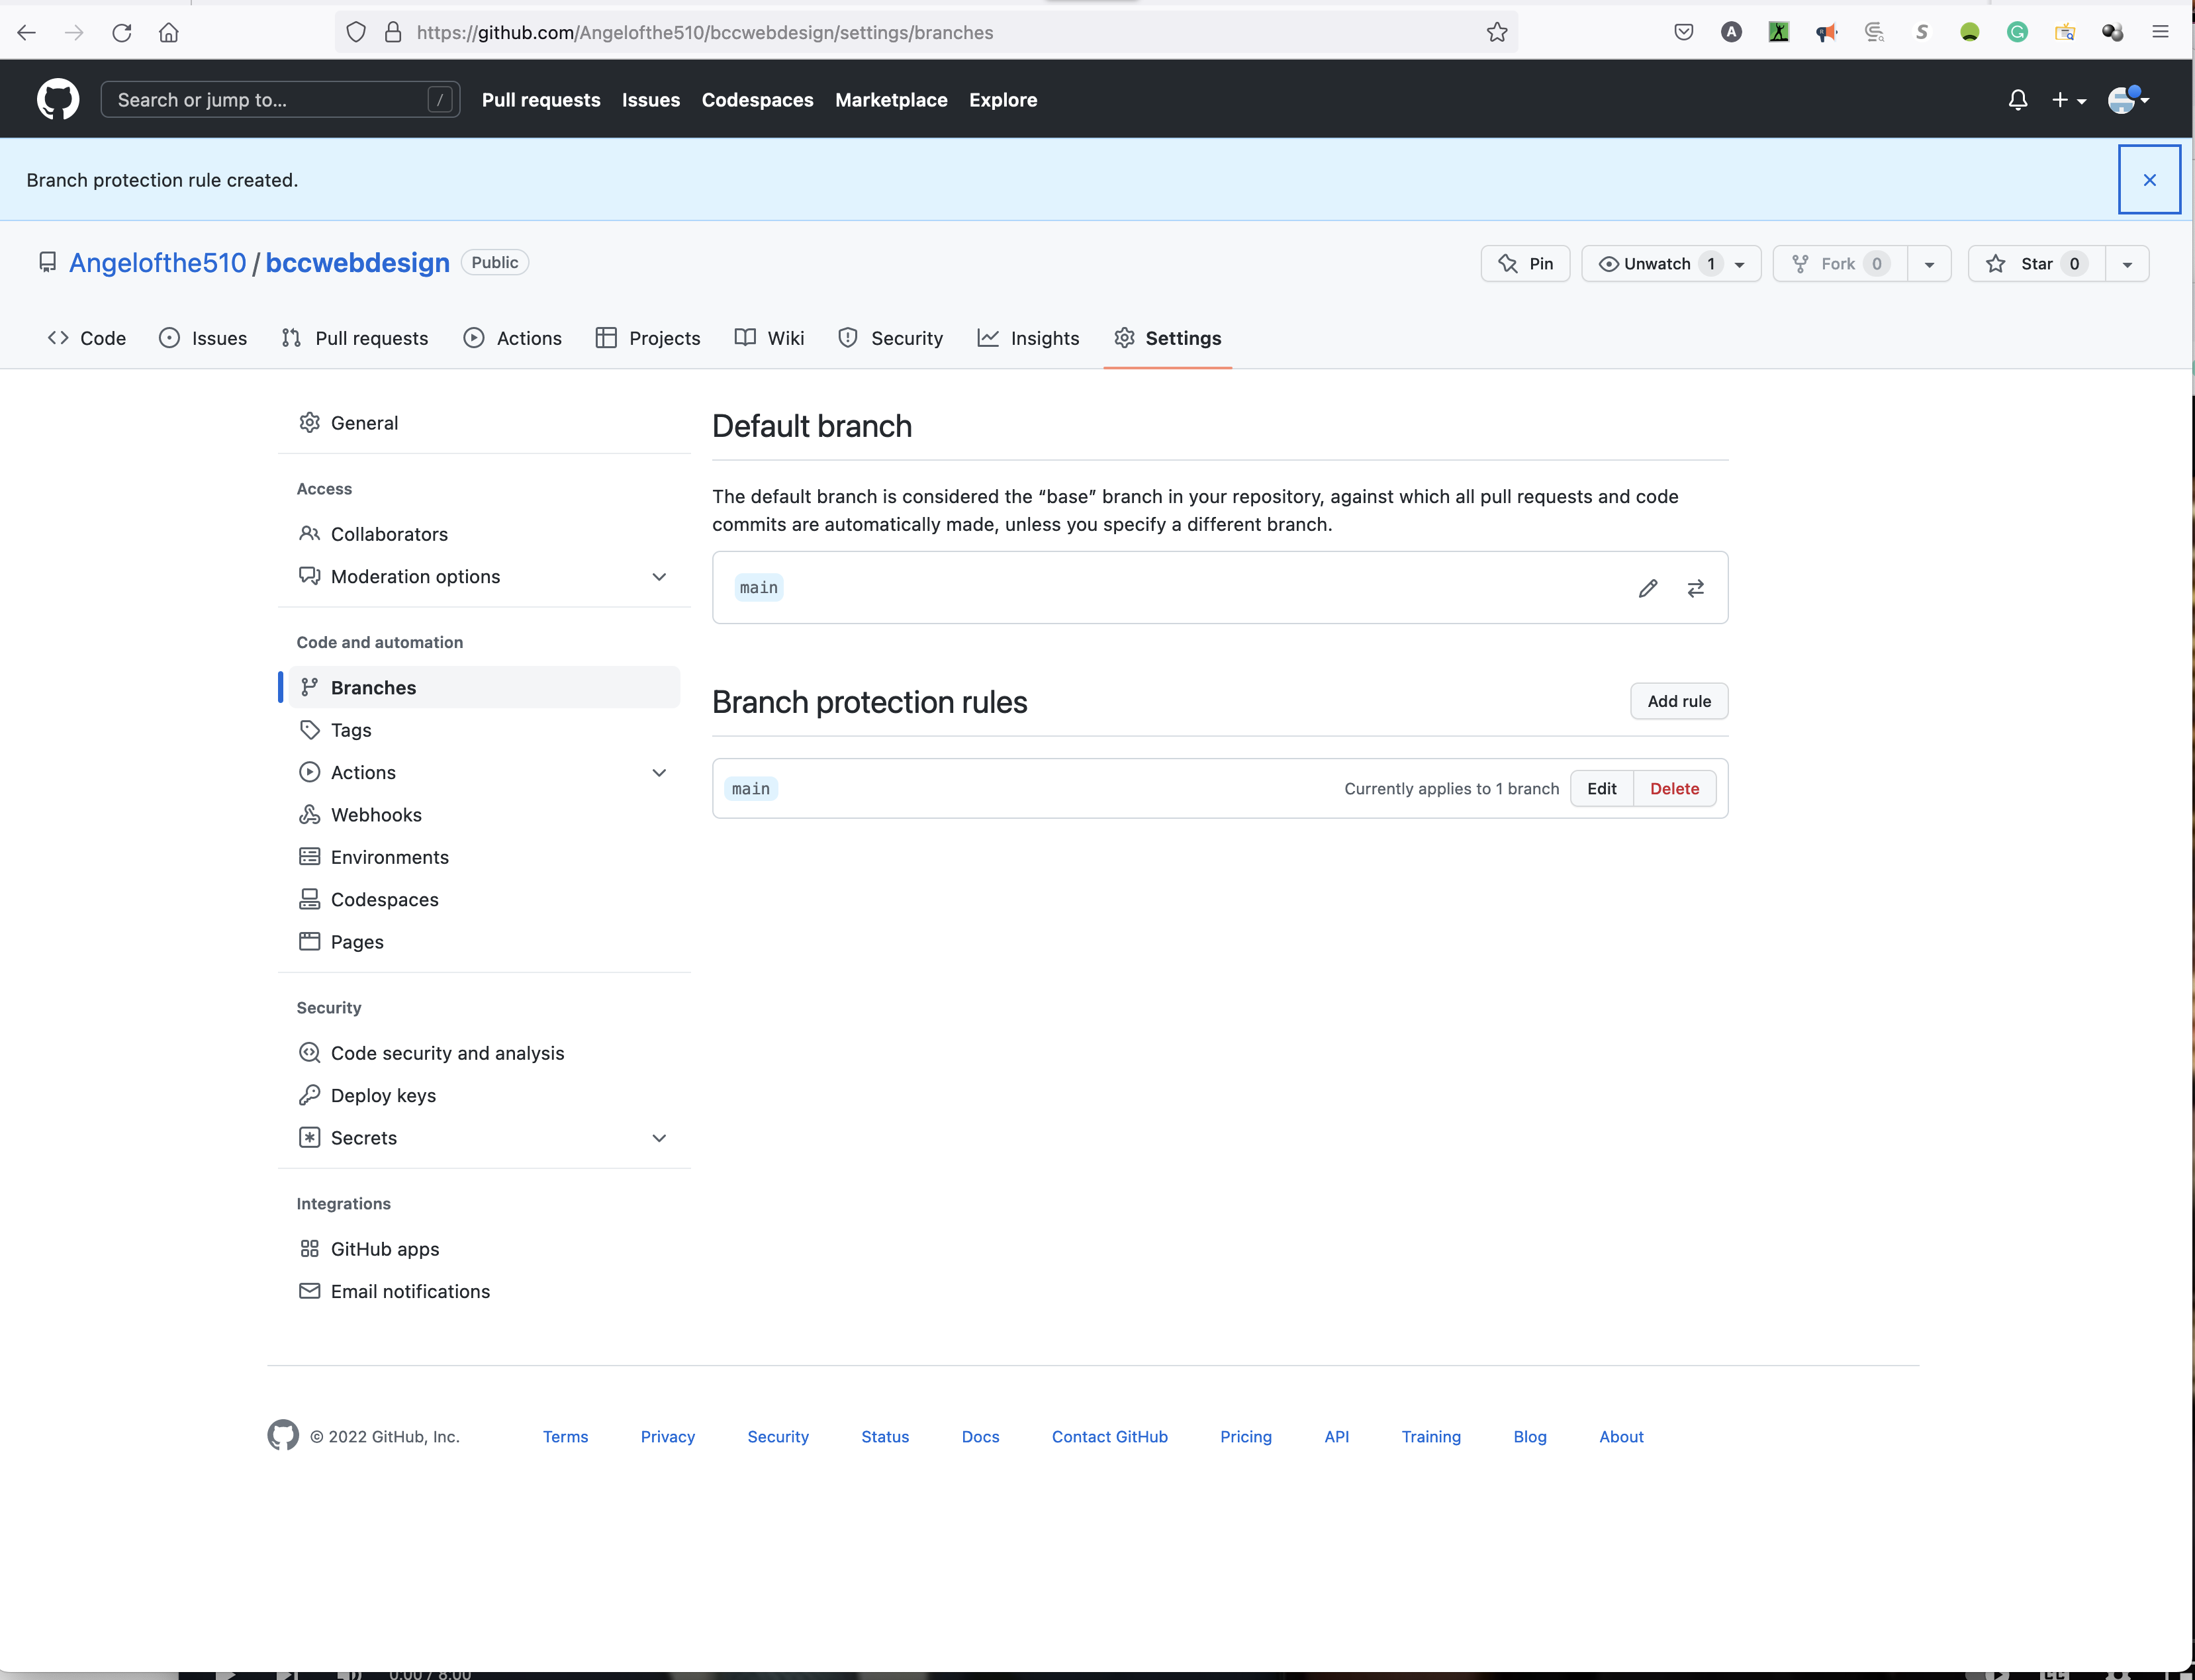 https://github.com/Angelofthe510/bccwebdesign/settings/branches
Search or jump to... /
Pull requests Issues Codespaces Marketplace Explore
Branch protection rule created.
Angelofthe510 / bccwebdesign Public
Pin Unwatch 1 Fork 0 Star 0
Code Issues Pull requests Actions Projects Wiki Security Insights Settings
General
Access
Collaborators
Moderation options
Code and automation
Branches
Tags
Actions
Webhooks
Environments
Codespaces
Pages
Security
Code security and analysis
Deploy keys
Secrets
Integrations
GitHub apps
Email notifications
Default branch
The default branch is considered the “base” branch in your repository, against which all pull requests and code
commits are automatically made, unless you specify a different branch.
main
Branch protection rules Add rule
main Currently applies to 1 branch Edit Delete
© 2022 GitHub, Inc. Terms Privacy Security Status Docs Contact GitHub Pricing API Training Blog About
0:00 / 8:00